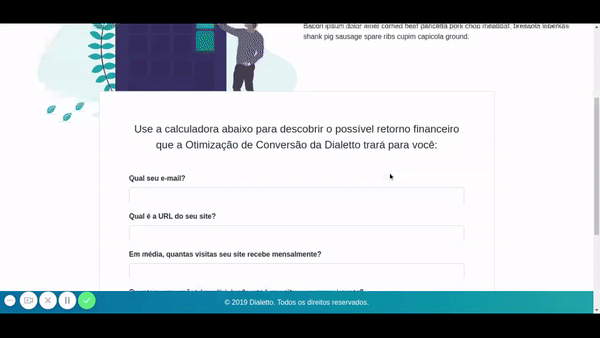 Bacon ipsum dolor amet corned beef pancetta pork chop meatball, bresaola leberkas
shank pig sausage spare ribs cupim capicola ground.
Use a calculadora abaixo para descobrir o possível retorno financeiro
que a Otimização de Conversão da Dialetto trará para você:
Qual seu e-mail?
Qual é a URL do seu site?
Em média, quantas visitas seu site recebe mensalmente?
© 2019 Dialetto. Todos os direitos reservados.